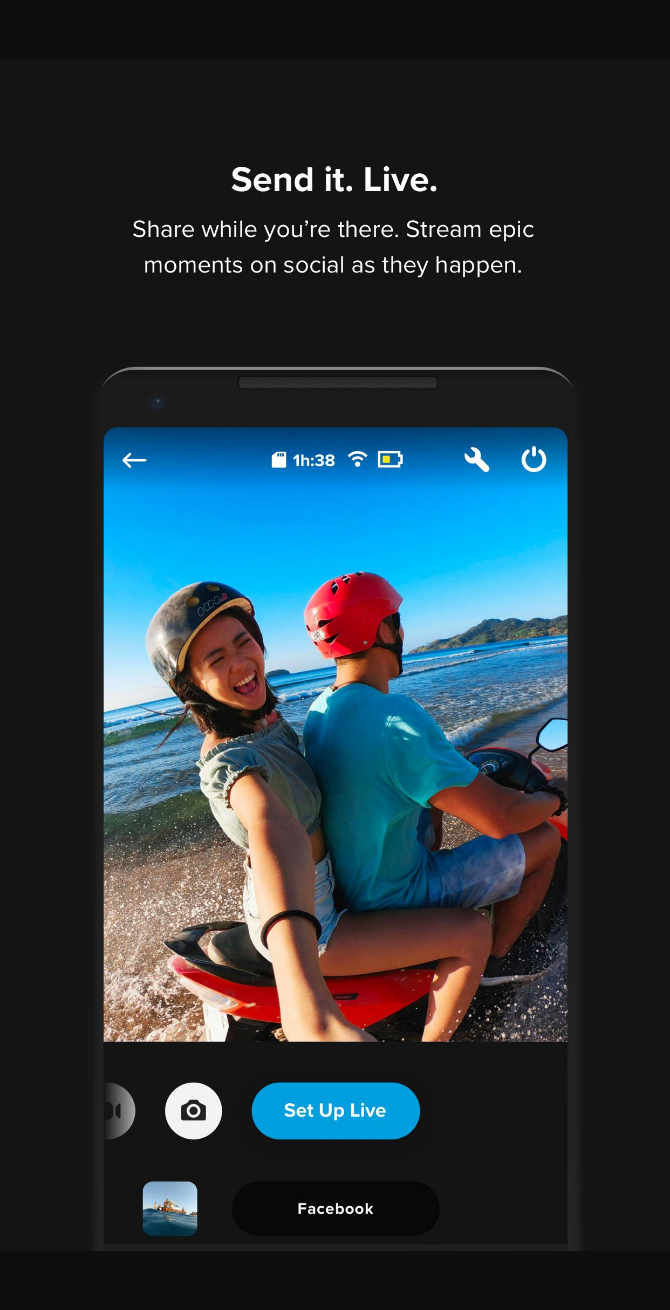 Send it. Live.
Share while you’re there. Stream epic
moments on social as they happen.
1h:38
Set Up Live
Facebook